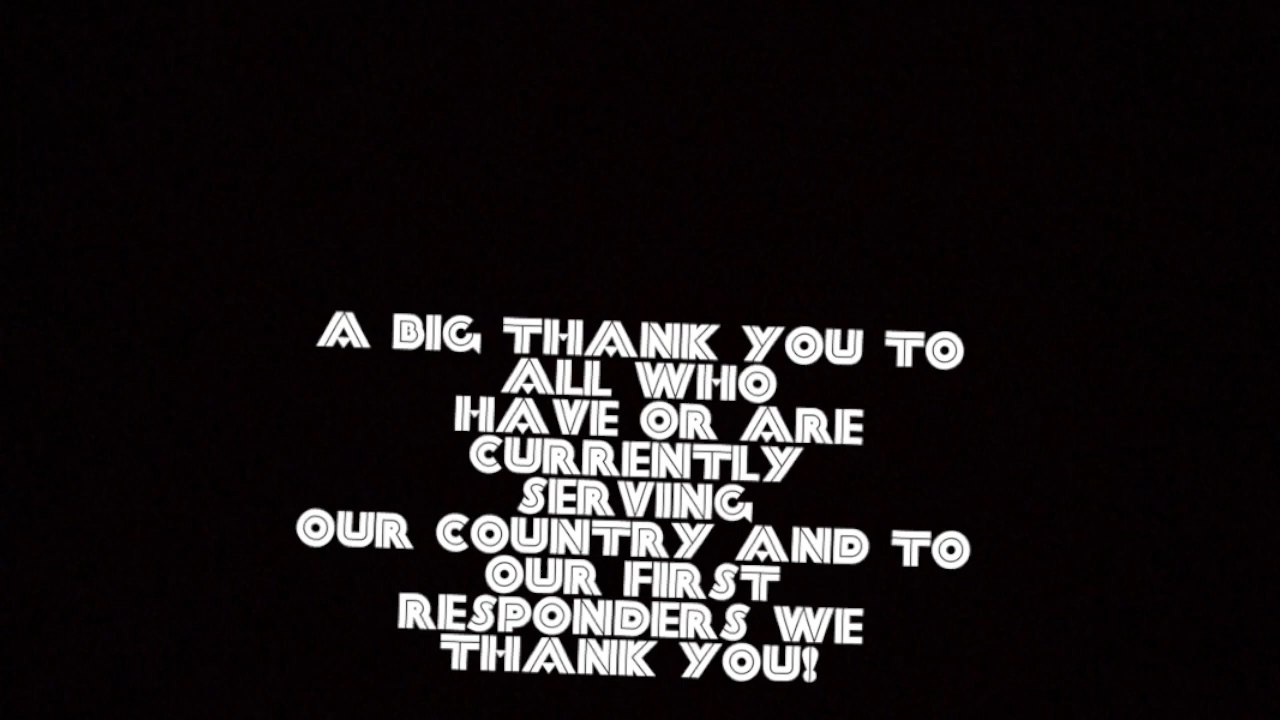 A BIG THANK YOU TO
ALL WHO
HAVE OR ARE
CURRENTLY
SERVING
OUR COUNTRY AND TO
OUR FIRST
RESPONDERS WE
THANK YOU!